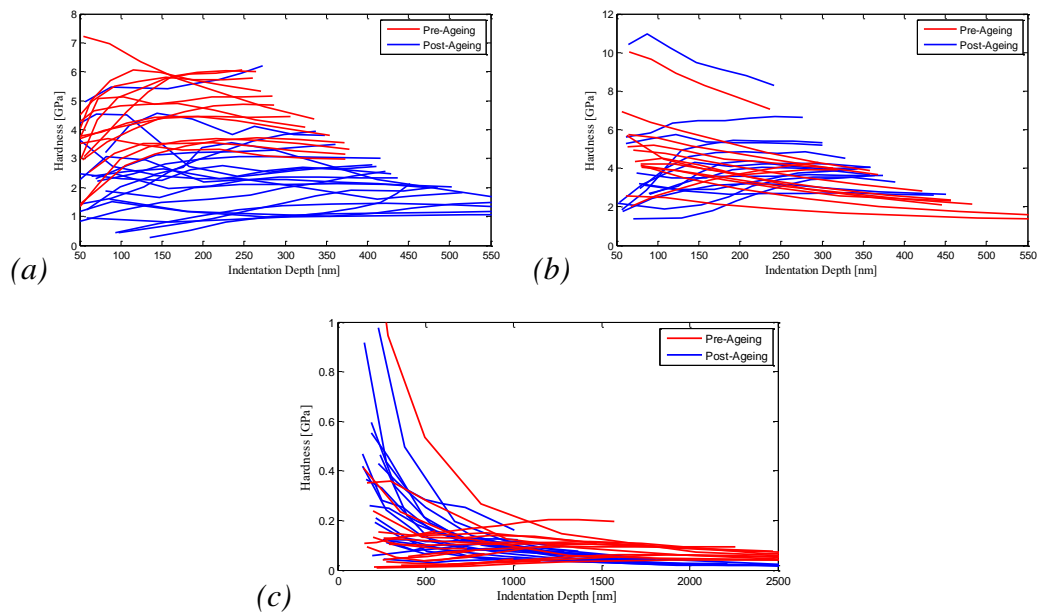 8
7
6
5
4
3
2
1
0
Hardness [GPa]
50 100 150 200 250 300 350 400 450 500 550
Indentation Depth [nm]
Pre-Ageing
Post-Ageing
(a)
12
10
8
6
4
2
0
Hardness [GPa]
50 100 150 200 250 300 350 400 450 500 550
Indentation Depth [nm]
Pre-Ageing
Post-Ageing
(b)
1
0.8
0.6
0.4
0.2
0
Hardness [GPa]
0 500 1000 1500 2000 2500
Indentation Depth [nm]
Pre-Ageing
Post-Ageing
(c)